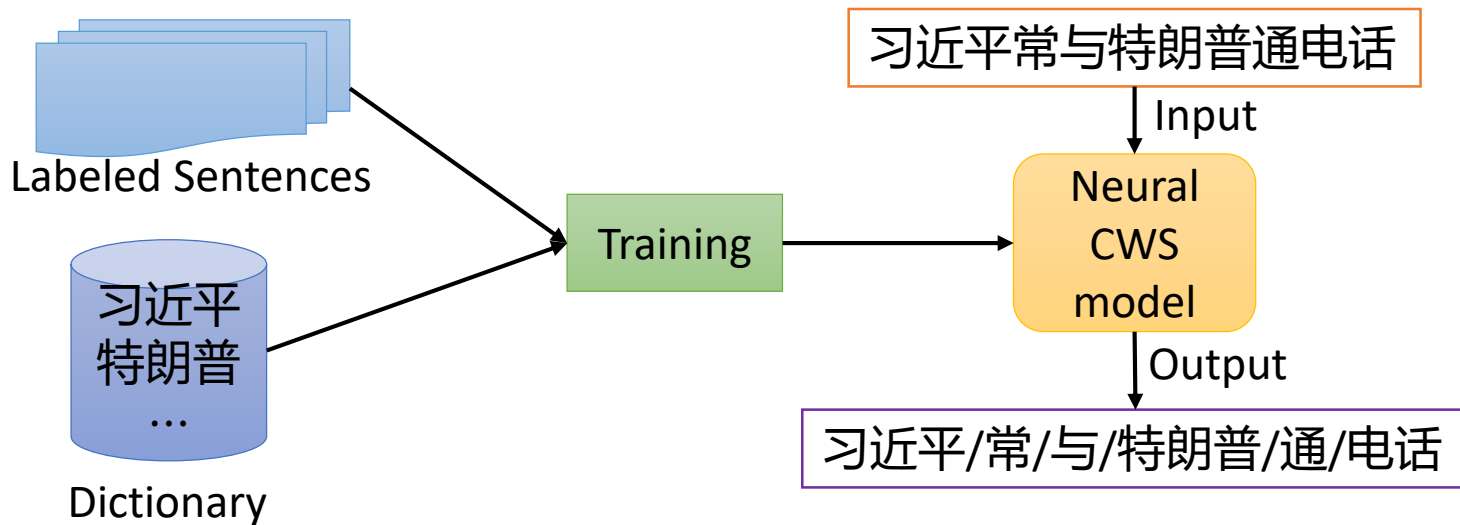 Labeled Sentences
习近平
特朗普
...
Dictionary
Training
习近平常与特朗普通电话
Input
Neural
CWS
model
Output
习近平/常/与/特朗普/通/电话